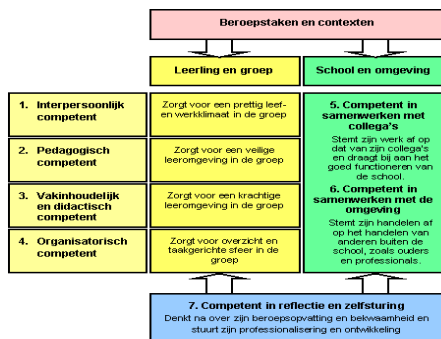 Beroepstaken en contexten
Leerling en groep
School en omgeving
1. Interpersoonlijk
competent
Zorgt voor een prettig leef-
en werkklimaat in de groep
2. Pedagogisch
competent
Zorgt voor een veilige
leeromgeving in de groep
3. Vakinhoudelijk
en didactisch
competent
Zorgt voor een krachtige
leeromgeving in de groep
4. Organisatorisch
competent
Zorgt voor overzicht en
taakgerichte sfeer in de
groep
5. Competent in
samenwerken met
collega's
Stemt zijn werk af op
dat van zijn collega's
en draagt bij aan het
goed functioneren van
de school.
6. Competent in
samenwerken met de
omgeving
Stemt zijn handelen af
op het handelen van
anderen buiten de
school, zoals ouders
en professionals.
7. Competent in reflectie en zelfsturing
Denkt na over zijn beroepsopvatting en bekwaamheid en
stuurt zijn professionalisering en ontwikkeling